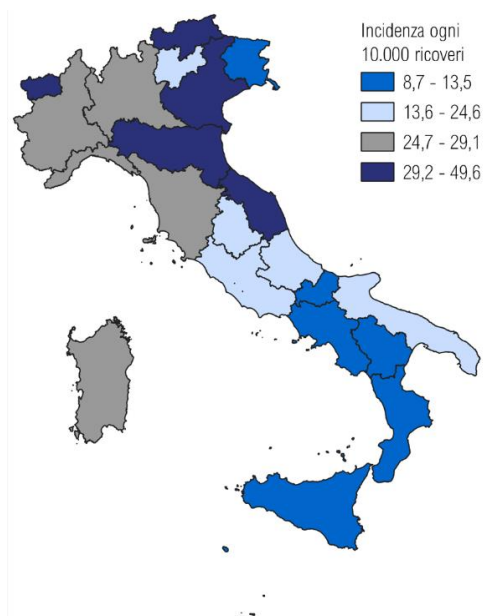 Incidenza ogni
10.000 ricoveri
8,7 - 13,5
13,6 - 24,6
24,7 - 29,1
29,2 - 49,6